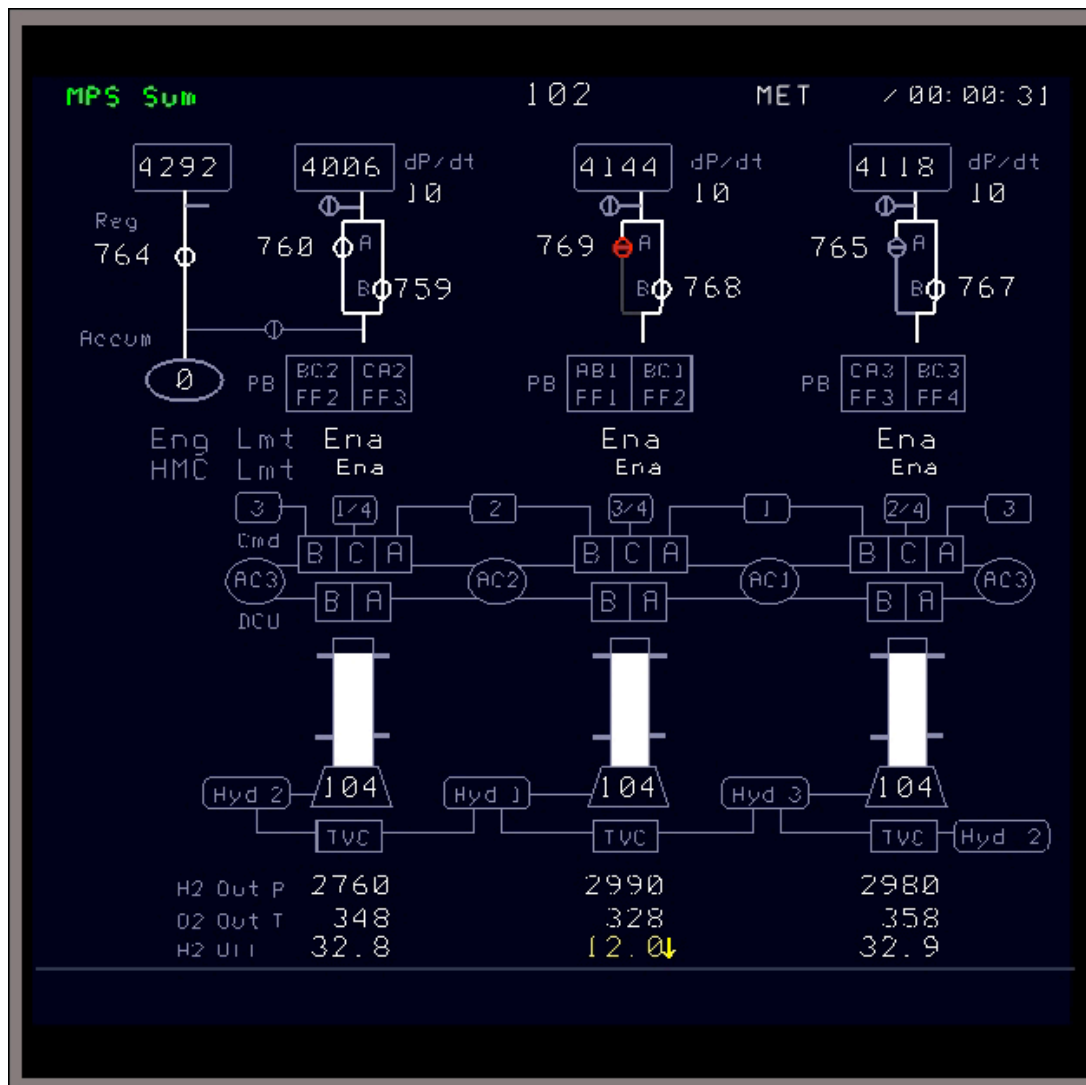 MPS Sum 102 MET /00:00:31
4292 4006 dP/dt 4144 dP/dt 4118 dP/dt
10 10 10
Reg
764 760 A 769 A 765 A
B 759 B 768 B 767
Accum
0 PB BC2 CA2 PB AB1 BC1 PB CA3 BC3
FF2 FF3 FF1 FF2 FF3 FF4
Eng Lmt Ena Ena Ena
HMC Lmt Ena Ena Ena
3 1/4 2 3/4 1 2/4 3
Cmd
B C A B C A B C A
AC3 AC2 AC1 AC3
B A B A B A
DCU
104 104 104
Hyd 2 Hyd 1 Hyd 3
TVC TVC TVC Hyd 2
H2 Out P 2760 2990 2980
O2 Out T 348 328 358
H2 Ull 32.8 12.0↓ 32.9